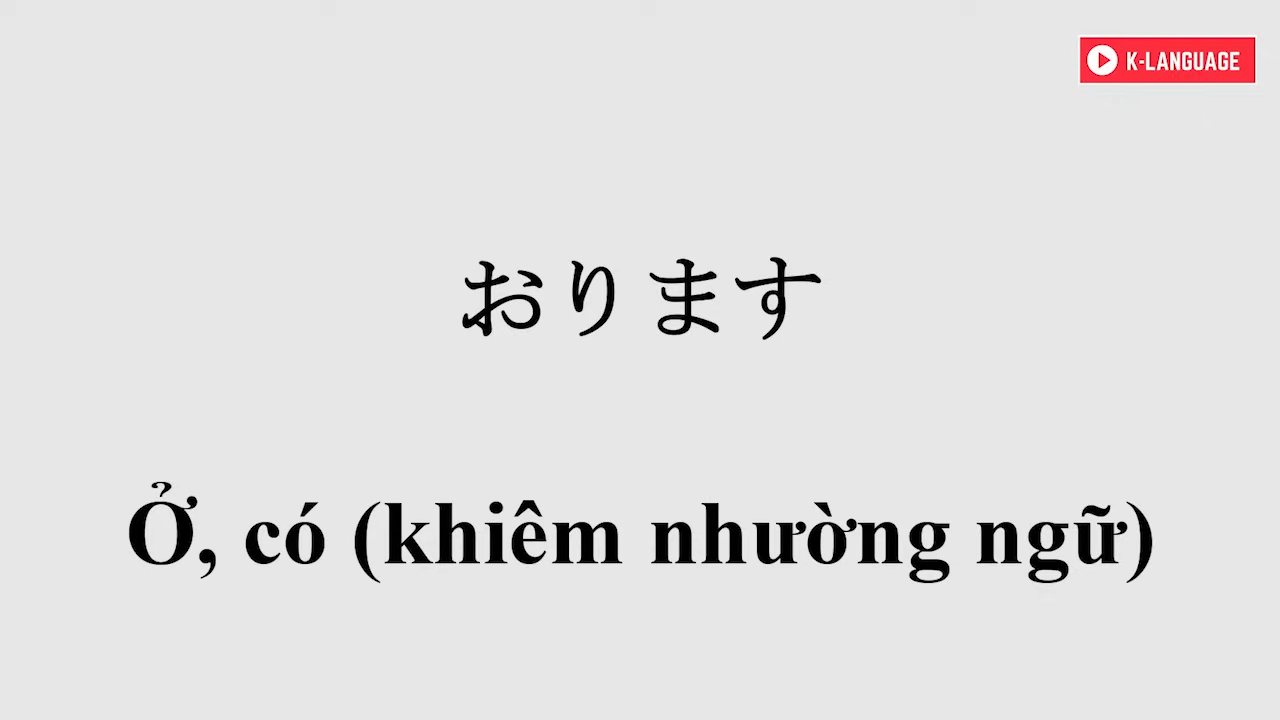 K-LANGUAGE
おります
Ở, có (khiêm nhường ngữ)